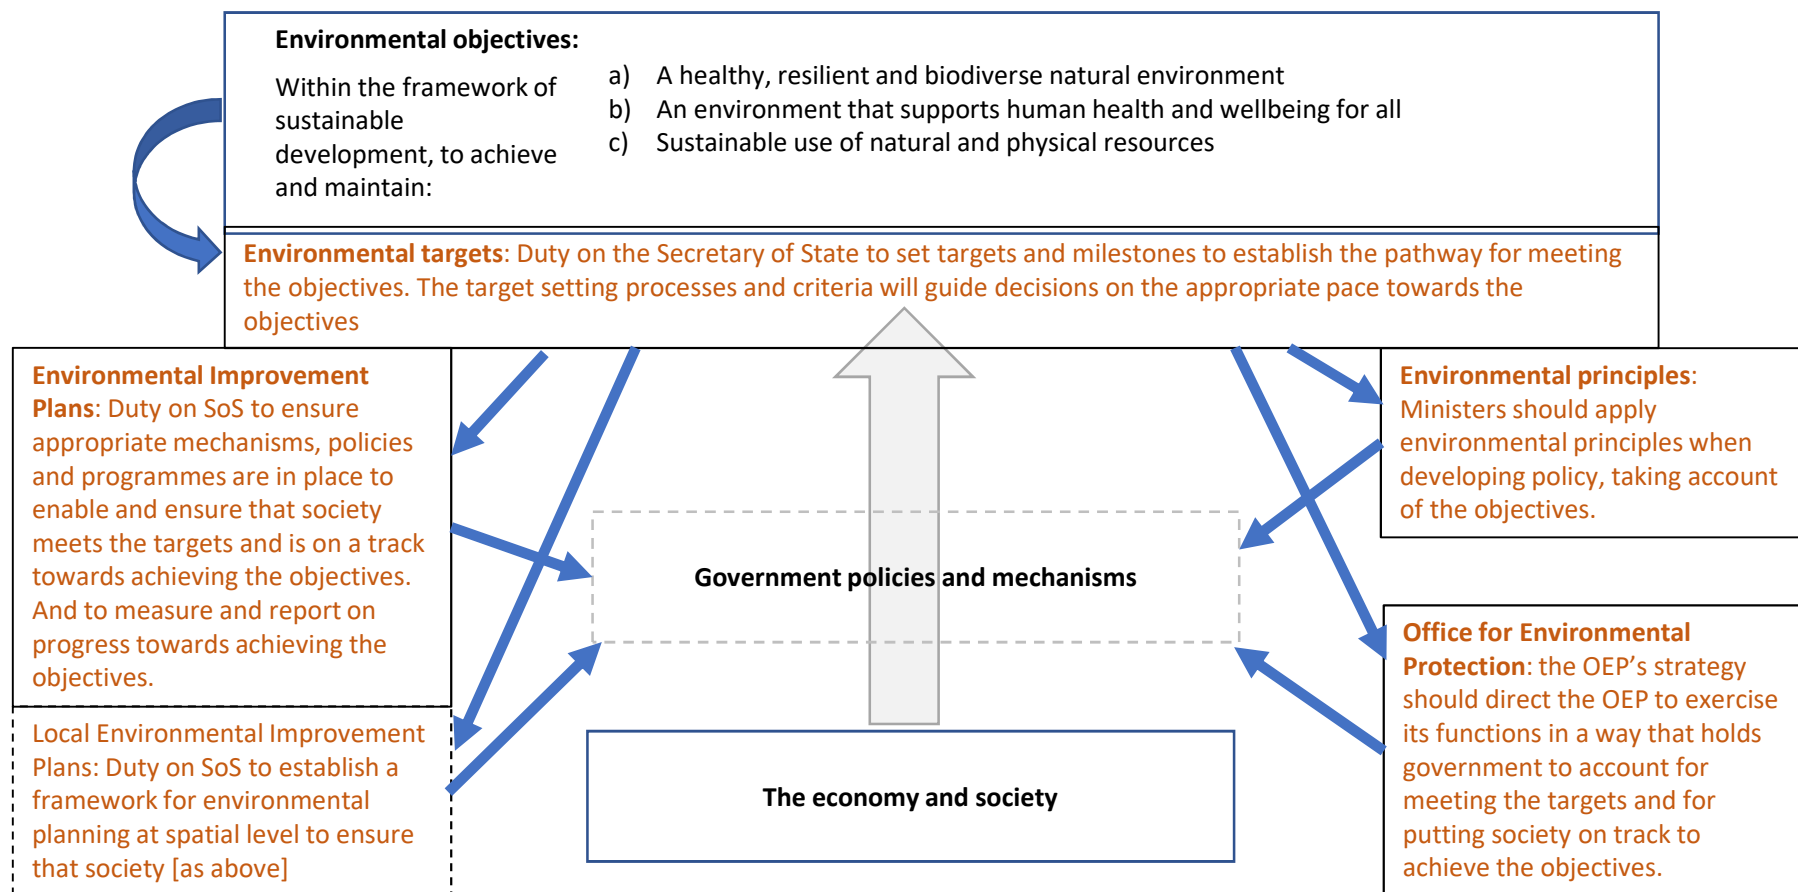 Environmental objectives:
Within the framework of
sustainable
development, to achieve
and maintain:
a) A healthy, resilient and biodiverse natural environment
b) An environment that supports human health and wellbeing for all
c) Sustainable use of natural and physical resources
Environmental targets: Duty on the Secretary of State to set targets and milestones to establish the pathway for meeting
the objectives. The target setting processes and criteria will guide decisions on the appropriate pace towards the
objectives
Environmental Improvement
Plans: Duty on SoS to ensure
appropriate mechanisms, policies
and programmes are in place to
enable and ensure that society
meets the targets and is on a track
towards achieving the objectives.
And to measure and report on
progress towards achieving the
objectives.
Local Environmental Improvement
Plans: Duty on SoS to establish a
framework for environmental
planning at spatial level to ensure
that society [as above]
Government policies and mechanisms
The economy and society
Environmental principles:
Ministers should apply
environmental principles when
developing policy, taking account
of the objectives.
Office for Environmental
Protection: the OEP’s strategy
should direct the OEP to exercise
its functions in a way that holds
government to account for
meeting the targets and for
putting society on track to
achieve the objectives.